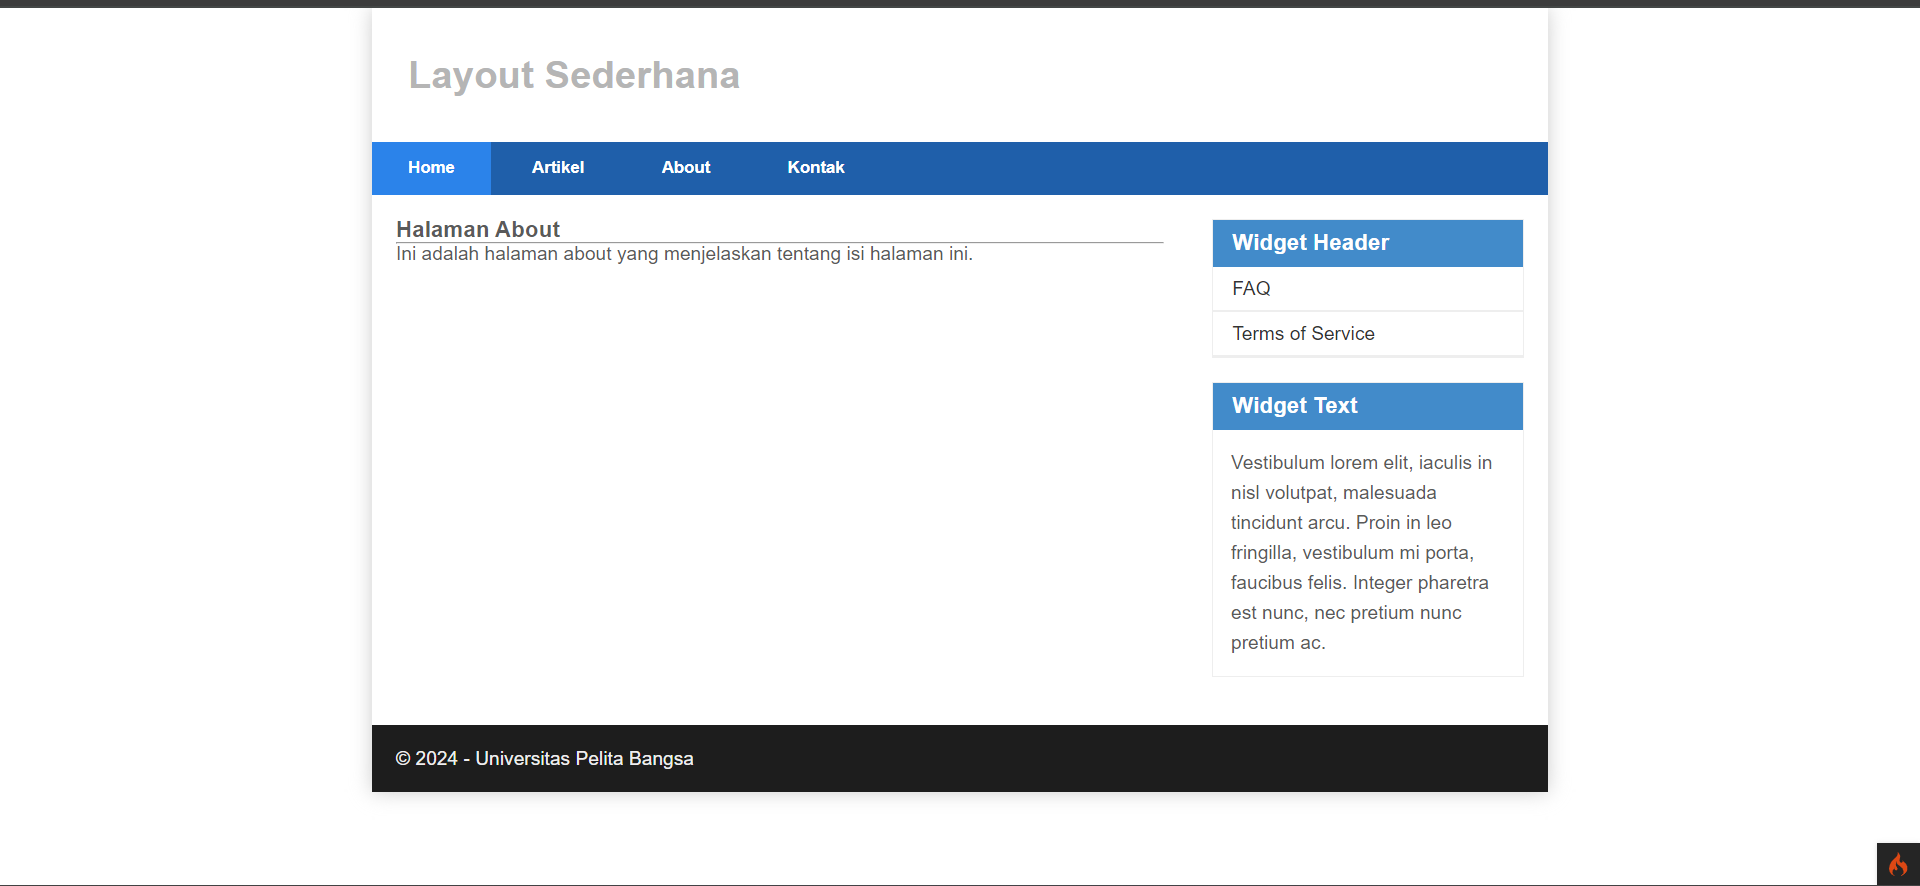 Layout Sederhana
Home Artikel About Kontak
Halaman About
Ini adalah halaman about yang menjelaskan tentang isi halaman ini.
Widget Header
FAQ
Terms of Service
Widget Text
Vestibulum lorem elit, iaculis in
nisl volutpat, malesuada
tincidunt arcu. Proin in leo
fringilla, vestibulum mi porta,
faucibus felis. Integer pharetra
est nunc, nec pretium nunc
pretium ac.
© 2024 - Universitas Pelita Bangsa